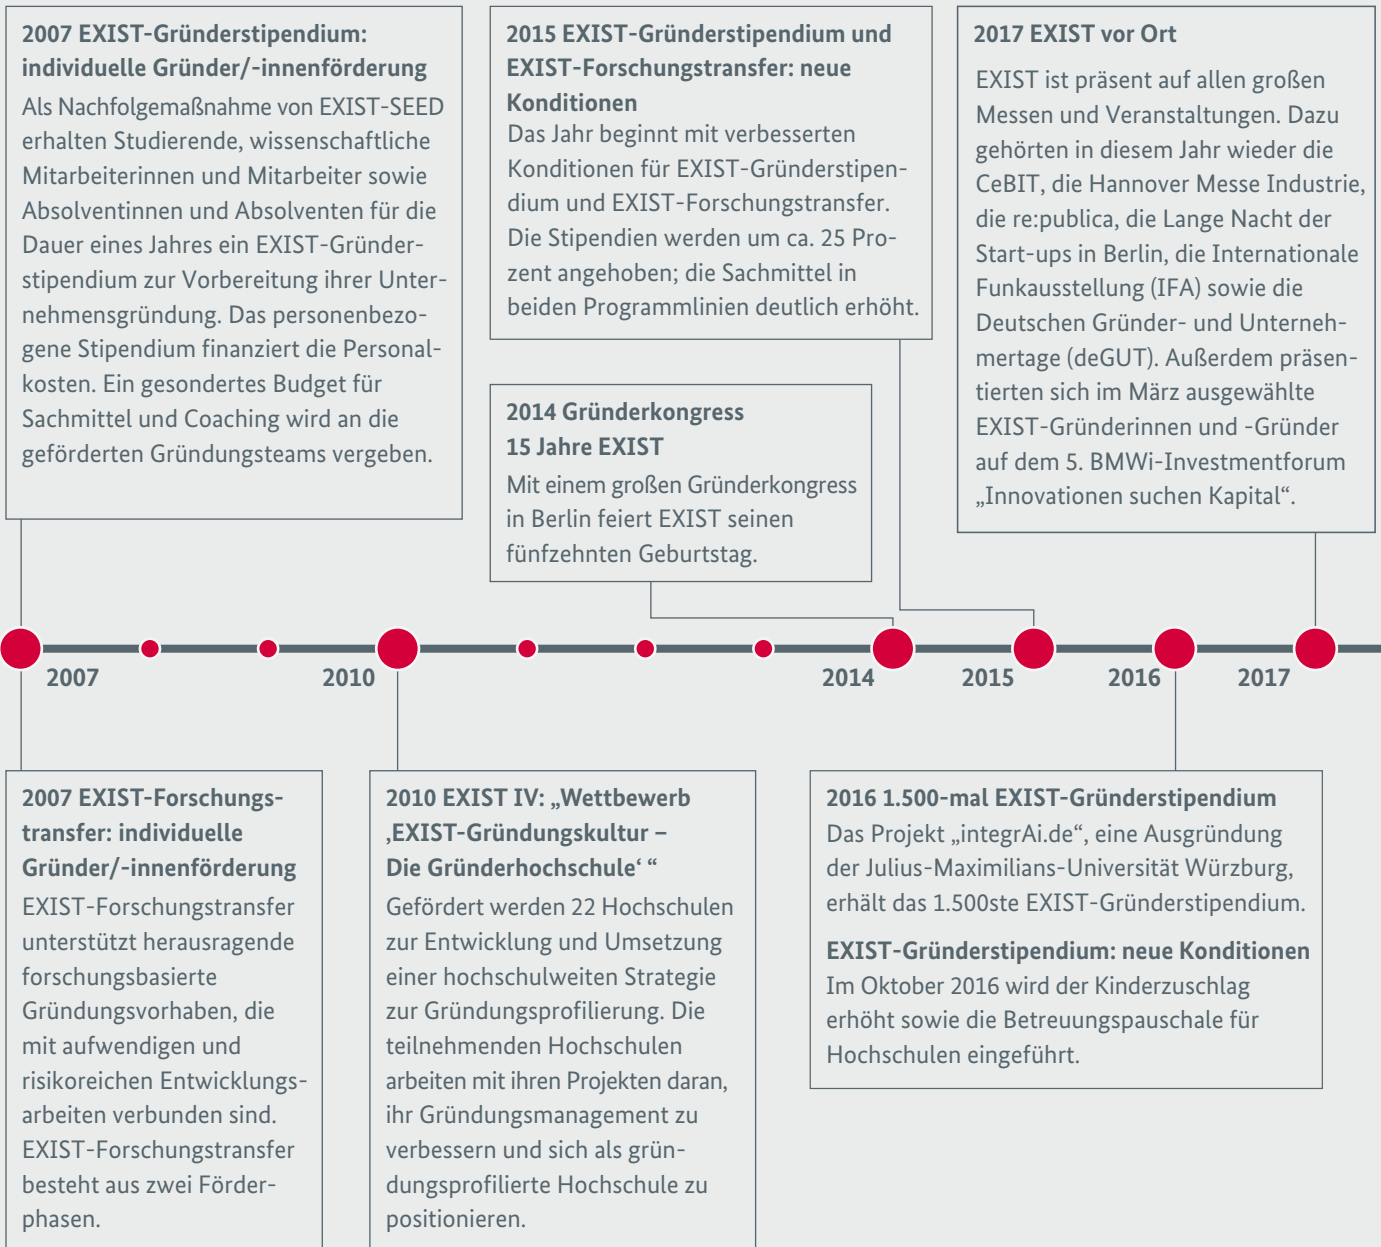 2007 EXIST-Gründerstipendium:
individuelle Gründer/-innenförderung
Als Nachfolgemaßnahme von EXIST-SEED
erhalten Studierende, wissenschaftliche
Mitarbeiterinnen und Mitarbeiter sowie
Absolventinnen und Absolventen für die
Dauer eines Jahres ein EXIST-Gründer-
stipendium zur Vorbereitung ihrer Unter-
nehmensgründung. Das personenbezo-
gene Stipendium finanziert die Personal-
kosten. Ein gesondertes Budget für
Sachmittel und Coaching wird an die
geförderten Gründungsteams vergeben.
2015 EXIST-Gründerstipendium und
EXIST-Forschungstransfer: neue
Konditionen
Das Jahr beginnt mit verbesserten
Konditionen für EXIST-Gründerstipen-
dium und EXIST-Forschungstransfer.
Die Stipendien werden um ca. 25 Pro-
zent angehoben; die Sachmittel in
beiden Programmlinien deutlich erhöht.
2014 Gründerkongress
15 Jahre EXIST
Mit einem großen Gründerkongress
in Berlin feiert EXIST seinen
fünfzehnten Geburtstag.
2017 EXIST vor Ort
EXIST ist präsent auf allen großen
Messen und Veranstaltungen. Dazu
gehörten in diesem Jahr wieder die
CeBIT, die Hannover Messe Industrie,
die re:publica, die Lange Nacht der
Start-ups in Berlin, die Internationale
Funkausstellung (IFA) sowie die
Deutschen Gründer- und Unterneh-
mertage (deGUT). Außerdem präsen-
tierten sich im März ausgewählte
EXIST-Gründerinnen und -Gründer
auf dem 5. BMWi-Investmentforum
„Innovationen suchen Kapital“.
2007
2010
2014
2015
2016
2017
2007 EXIST-Forschungs-
transfer: individuelle
Gründer/-innenförderung
EXIST-Forschungstransfer
unterstützt herausragende
forschungsbasierte
Gründungsvorhaben, die
mit aufwendigen und
risikoreichen Entwicklungs-
arbeiten verbunden sind.
EXIST-Forschungstransfer
besteht aus zwei Förder-
phasen.
2010 EXIST IV: „Wettbewerb
‚EXIST-Gründungskultur –
Die Gründerhochschule‘ “
Gefördert werden 22 Hochschulen
zur Entwicklung und Umsetzung
einer hochschulweiten Strategie
zur Gründungsprofilierung. Die
teilnehmenden Hochschulen
arbeiten mit ihren Projekten daran,
ihr Gründungsmanagement zu
verbessern und sich als grün-
dungsprofilierte Hochschule zu
positionieren.
2016 1.500-mal EXIST-Gründerstipendium
Das Projekt „integrAi.de“, eine Ausgründung
der Julius-Maximilians-Universität Würzburg,
erhält das 1.500ste EXIST-Gründerstipendium.
EXIST-Gründerstipendium: neue Konditionen
Im Oktober 2016 wird der Kinderzuschlag
erhöht sowie die Betreuungspauschale für
Hochschulen eingeführt.